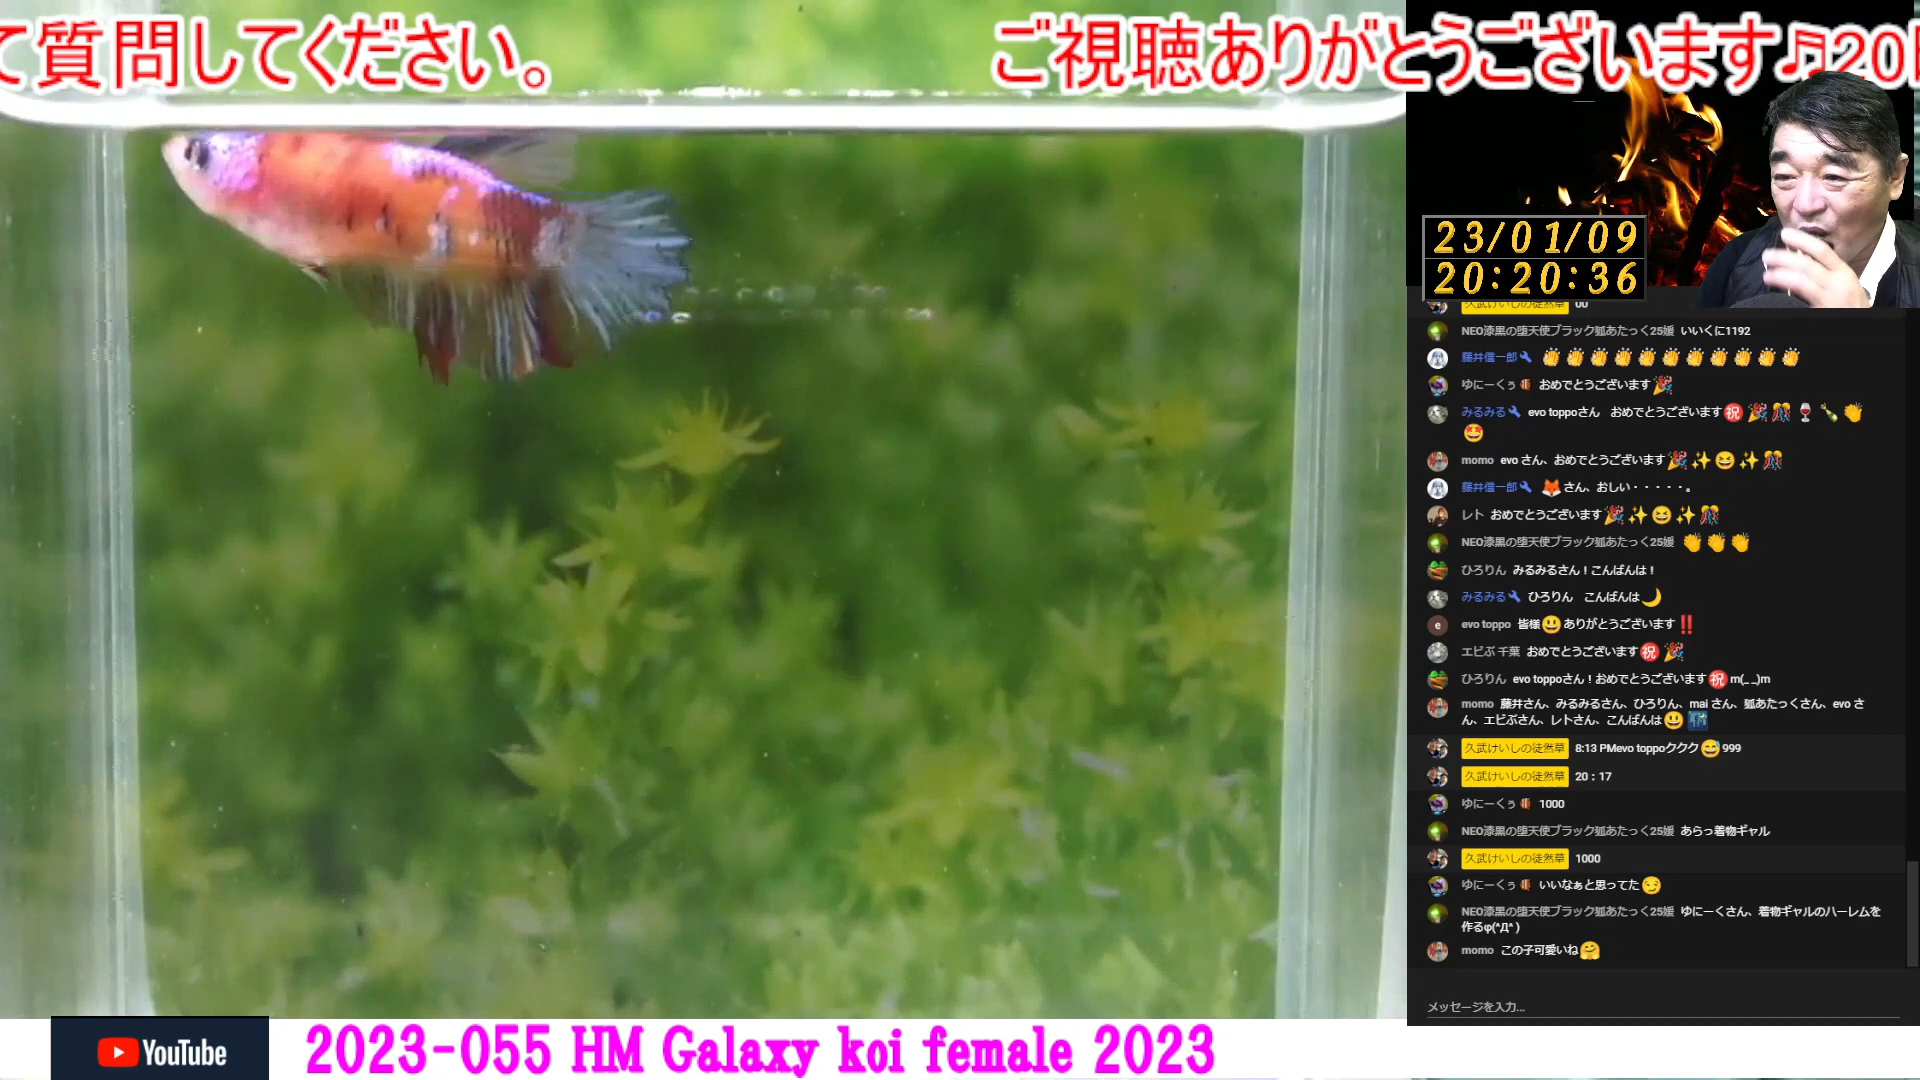 て質問してください。
ご視聴ありがとうございます♫20
23/01/09
20:20:36
久武けいしの徒然草 00
NEO漆黒の堕天使ブラック狐あたっく25媛 いいくに1192
藤井信一郎🔧 👏👏👏👏👏👏👏👏👏👏👏
ゆにーくぅ おめでとうございます🎉
みるみる🔧 evo toppoさん おめでとうございます㊗🎉🎊🍷🍾👏
🤩
momo evo さん、おめでとうございます🎉✨😆✨🎊
藤井信一郎🔧 🦊さん、おしい・・・・・。
レト おめでとうございます🎉✨😆✨🎊
NEO漆黒の堕天使ブラック狐あたっく25媛 👏👏👏
ひろりん みるみるさん！こんばんは！
みるみる🔧 ひろりん こんばんは🌙
e evo toppo 皆様😃ありがとうございます‼
エビぶ 千葉 おめでとうございます㊗🎉
ひろりん evo toppoさん！おめでとうございます㊗m(_ _)m
momo 藤井さん、みるみるさん、ひろりん、mai さん、狐あたっくさん、evo さ
ん、エビぶさん、レトさん、こんばんは😃🌃
久武けいしの徒然草 8:13 PMevo toppoククク😅999
久武けいしの徒然草 20：17
ゆにーくぅ 1000
NEO漆黒の堕天使ブラック狐あたっく25媛 あらっ着物ギャル
久武けいしの徒然草 1000
ゆにーくぅ いいなぁと思ってた😏
NEO漆黒の堕天使ブラック狐あたっく25媛 ゆにーくさん、着物ギャルのハーレムを
作るφ(^Д^ )
momo この子可愛いね🤗
メッセージを入力...
YouTube
2023-055 HM Galaxy koi female 2023